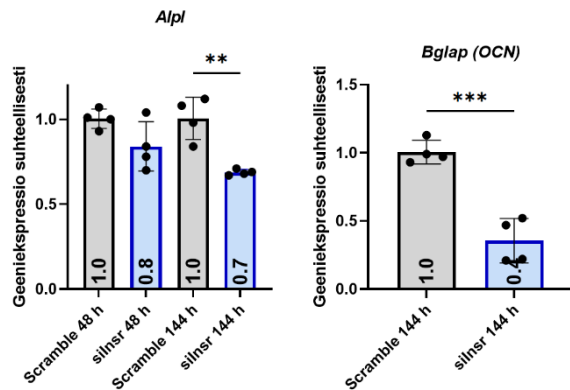 Alpl
**
Geeniekspressio suhteellisesti
1.0
0.5
0.0
1.0
0.8
1.0
0.7
Scramble 48 h
siInsr 48 h
Scramble 144 h
siInsr 144 h
Bglap (OCN)
***
Geeniekspressio suhteellisesti
1.5
1.0
0.5
0.0
1.0
0.4
Scramble 144 h
siInsr 144 h